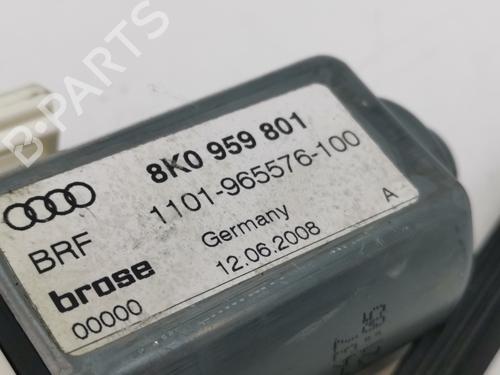 8K0 959 801
1101-965576-100
BRF
Germany
brose
12.06.2008
00000
A
B-PARTS